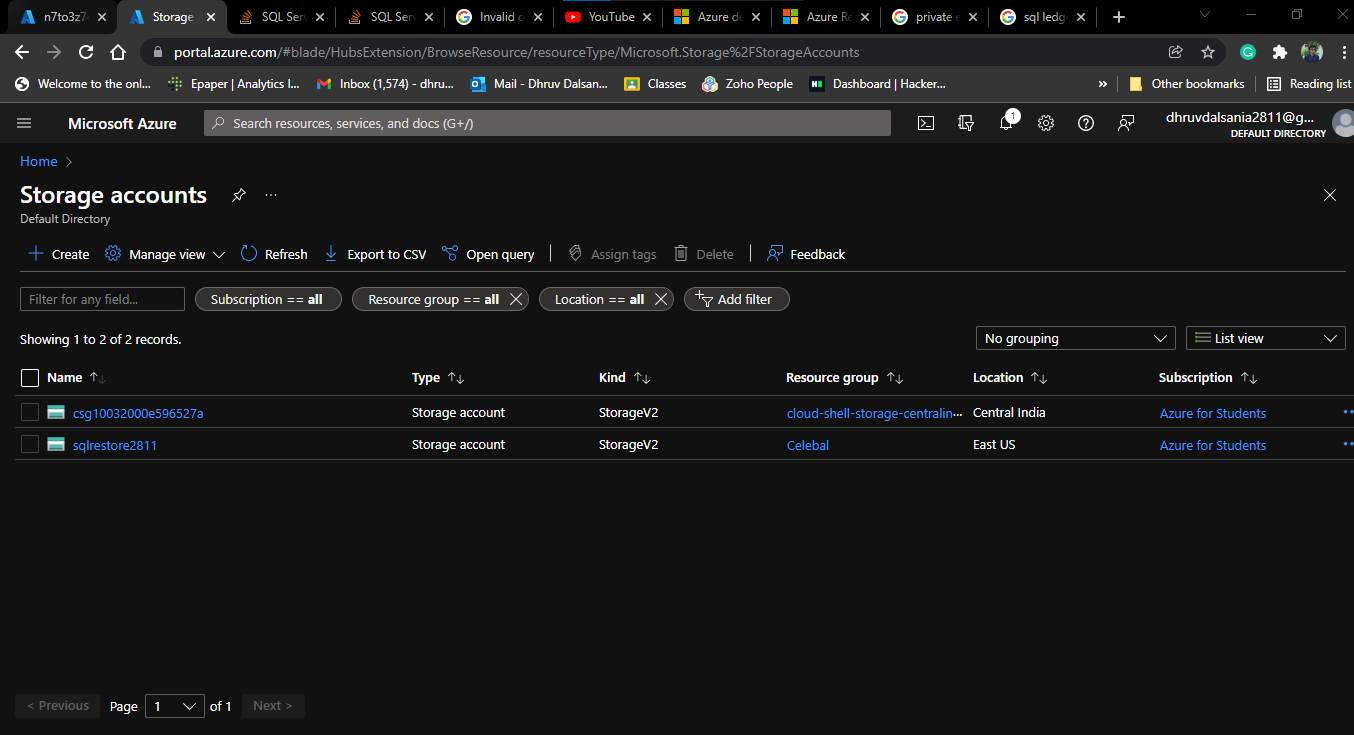 n7to3z7
Storage
SQL Serv
SQL Serv
Invalid c
YouTube
Azure de
Azure Re
private e
sql ledg
portal.azure.com/#blade/HubsExtension/BrowseResource/resourceType/Microsoft.Storage%2FStorageAccounts
Welcome to the onl...
Epaper | Analytics I...
Inbox (1,574) - dhru...
Mail - Dhruv Dalsan...
Classes
Zoho People
Dashboard | Hacker...
»
Other bookmarks
Reading list
Microsoft Azure
Search resources, services, and docs (G+/)
1
dhruvdalsania2811@g...
DEFAULT DIRECTORY
Home >
Storage accounts
...
Default Directory
Create
Manage view
Refresh
Export to CSV
Open query
Assign tags
Delete
Feedback
Filter for any field...
Subscription == all
Resource group == all
Location == all
Add filter
Showing 1 to 2 of 2 records.
No grouping
List view
Name
Type
Kind
Resource group
Location
Subscription
csg10032000e596527a
Storage account
StorageV2
cloud-shell-storage-centralin...
Central India
Azure for Students
sqlrestore2811
Storage account
StorageV2
Celebal
East US
Azure for Students
< Previous
Page
1
of 1
Next >